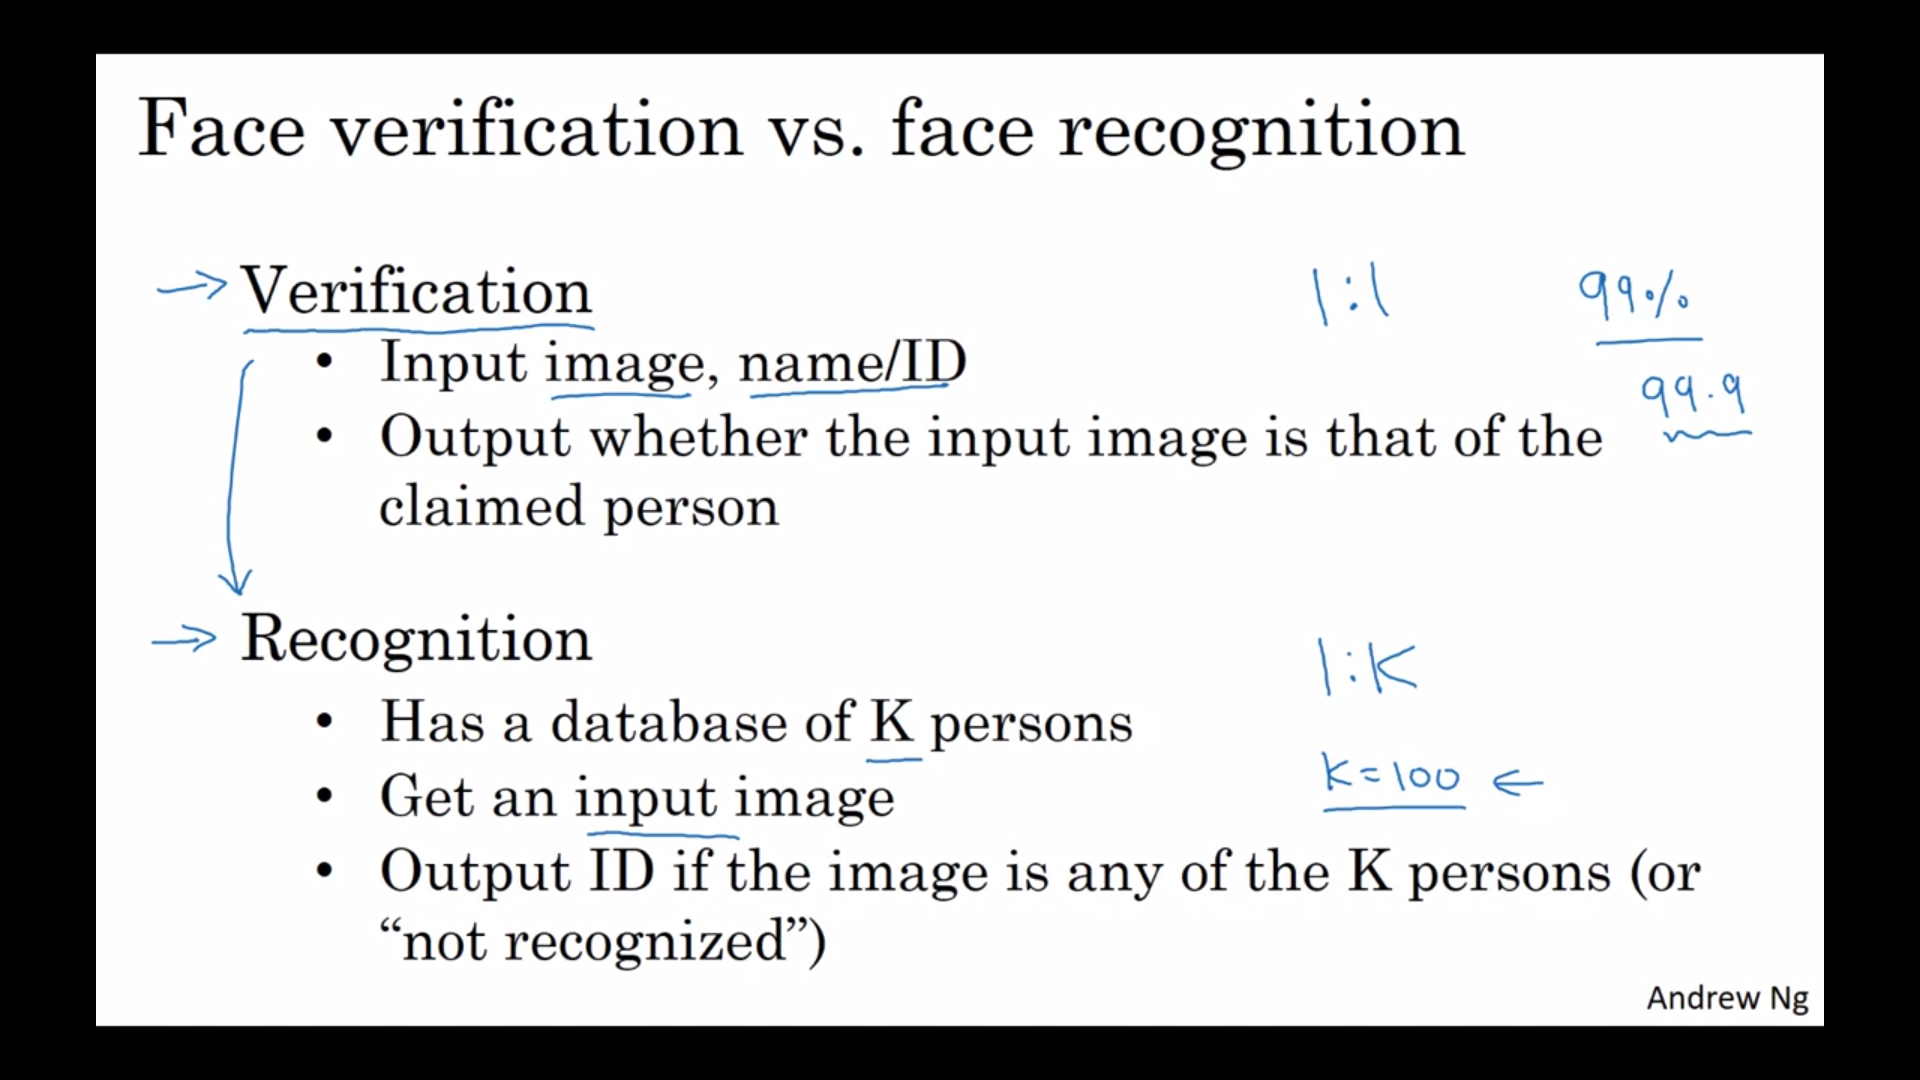 Face verification vs. face recognition
→ Verification 1:1 99%
• Input image, name/ID 99.9
• Output whether the input image is that of the
claimed person
→ Recognition 1:K
• Has a database of K persons
• Get an input image K=100 ←
• Output ID if the image is any of the K persons (or
“not recognized”)
Andrew Ng